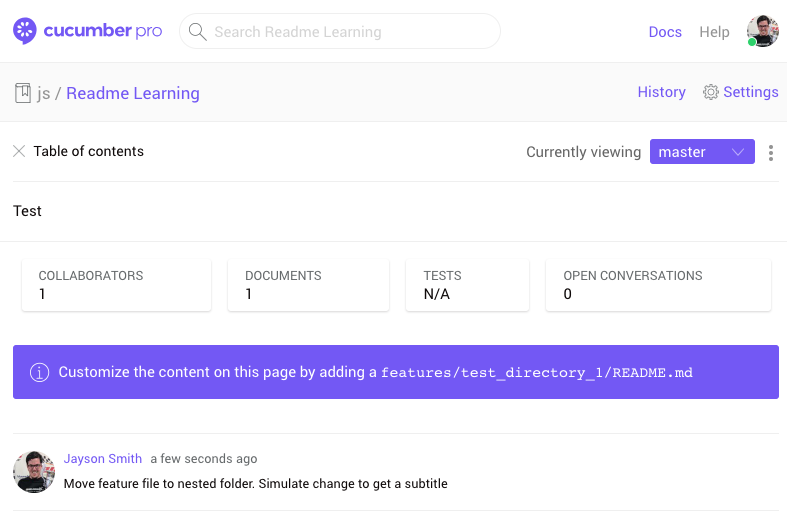 cucumber pro
Search Readme Learning
Docs Help
js / Readme Learning
History Settings
Table of contents
Currently viewing master
Test
COLLABORATORS DOCUMENTS TESTS OPEN CONVERSATIONS
1 1 N/A 0
Customize the content on this page by adding a features/test_directory_1/README.md
Jayson Smith a few seconds ago
Move feature file to nested folder. Simulate change to get a subtitle